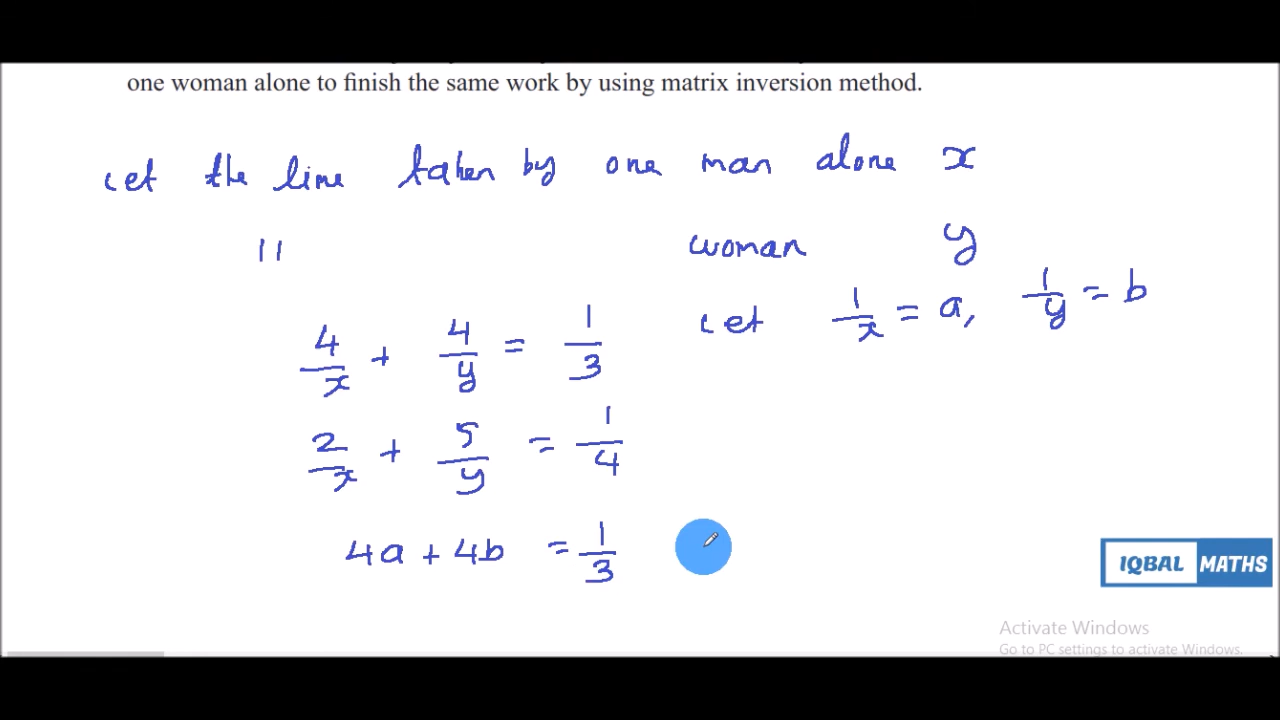 one woman alone to finish the same work by using matrix inversion method.
Let the time taken by one man alone x
11 woman y
Let 1/x = a, 1/y = b
4/x + 4/y = 1/3
2/x + 5/y = 1/4
4a + 4b = 1/3
IQBAL MATHS
Activate Windows
Go to PC settings to activate Windows.